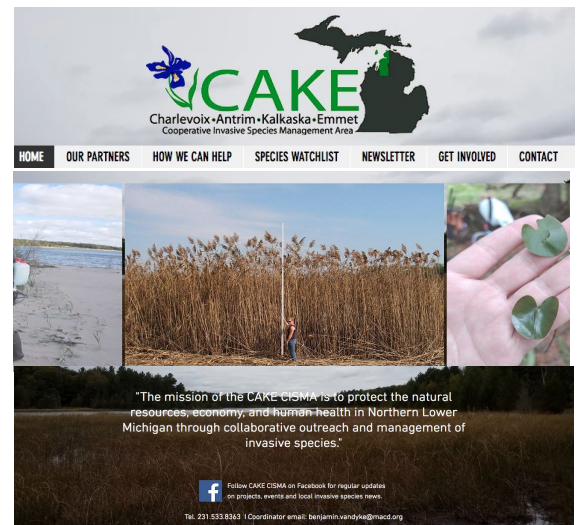 CAKE
Charlevoix•Antrim•Kalkaska•Emmet
Cooperative Invasive Species Management Area
HOME OUR PARTNERS HOW WE CAN HELP SPECIES WATCHLIST NEWSLETTER GET INVOLVED CONTACT
"The mission of the CAKE CISMA is to protect the natural
resources, economy, and human health in Northern Lower
Michigan through collaborative outreach and management of
invasive species."
Follow CAKE CISMA on Facebook for regular updates
on projects, events and local invasive species news.
Tel. 231.533.8363 I Coordinator email: benjamin.vandyke@macd.org